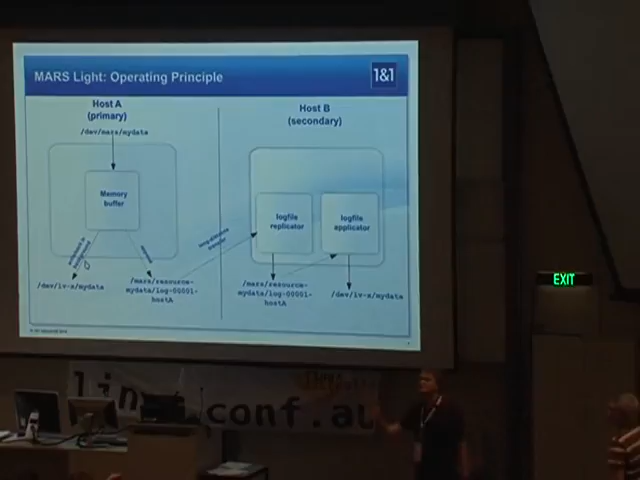 MARS Light: Operating Principle
1&1
Host A
(primary)
/dev/mars/mydata
Memory
buffer
/dev/lv-x/mydata
/mars/resource-
mydata/log-00001-
hostA
Host B
(secondary)
logfile
replicator
logfile
applicator
/mars/resource-
mydata/log-00001-
hostA
/dev/lv-x/mydata
EXIT
conf.au